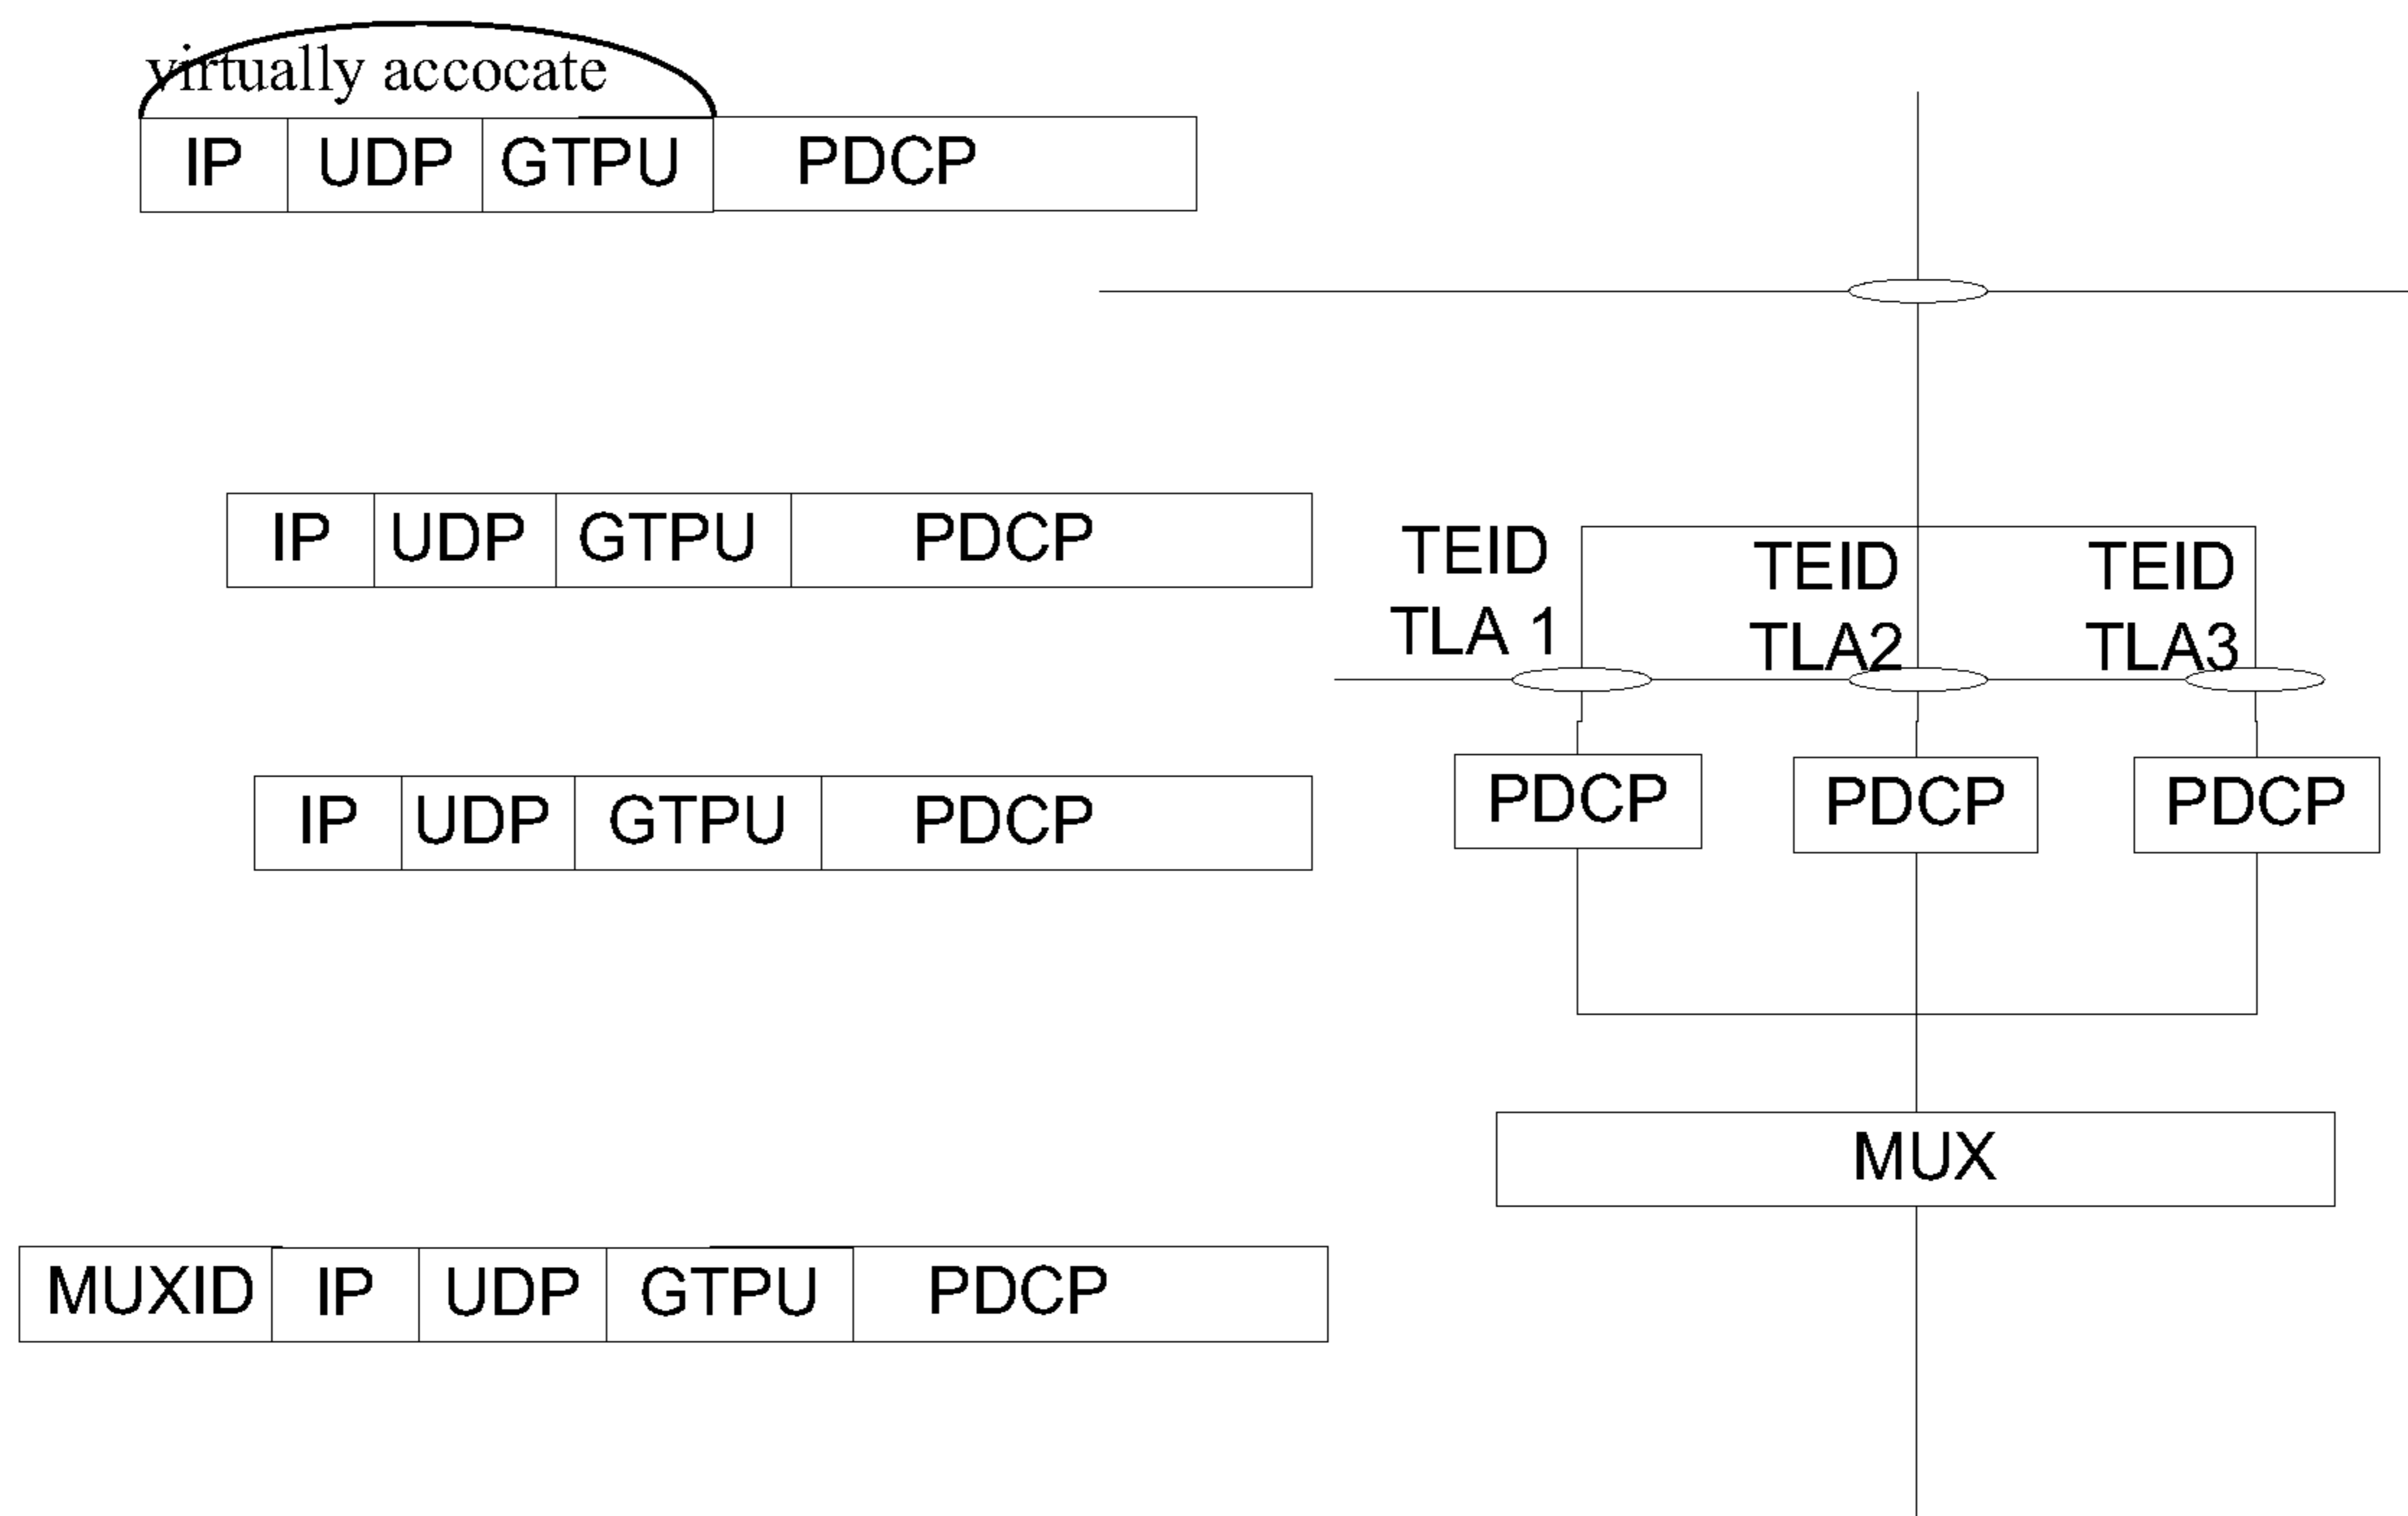 virtually accocate
IP UDP GTPU PDCP
IP UDP GTPU PDCP
TEID TEID TEID
TLA 1 TLA2 TLA3
IP UDP GTPU PDCP
PDCP PDCP PDCP
MUX
MUXID IP UDP GTPU PDCP